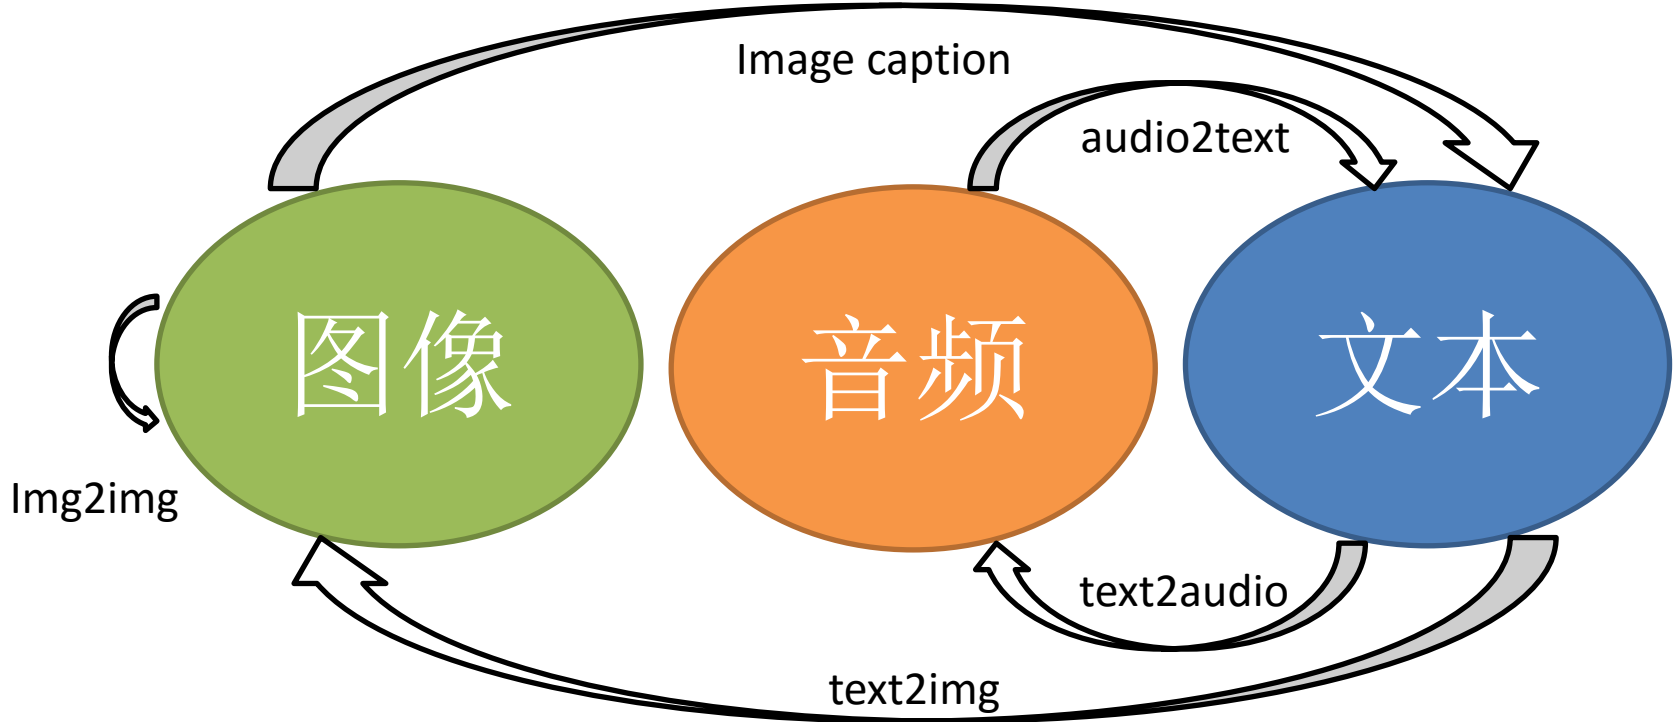 Image caption
audio2text
图像
音频
文本
Img2img
text2audio
text2img